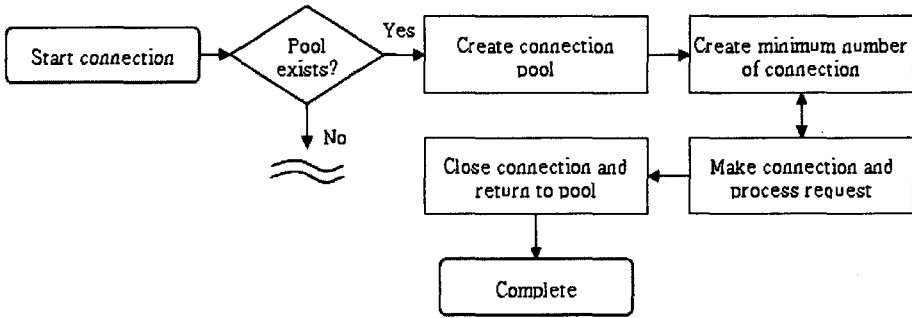 Start connection
Pool
exists?
Yes
No
Create connection
pool
Create minimum number
of connection
Make connection and
process request
Close connection and
return to pool
Complete